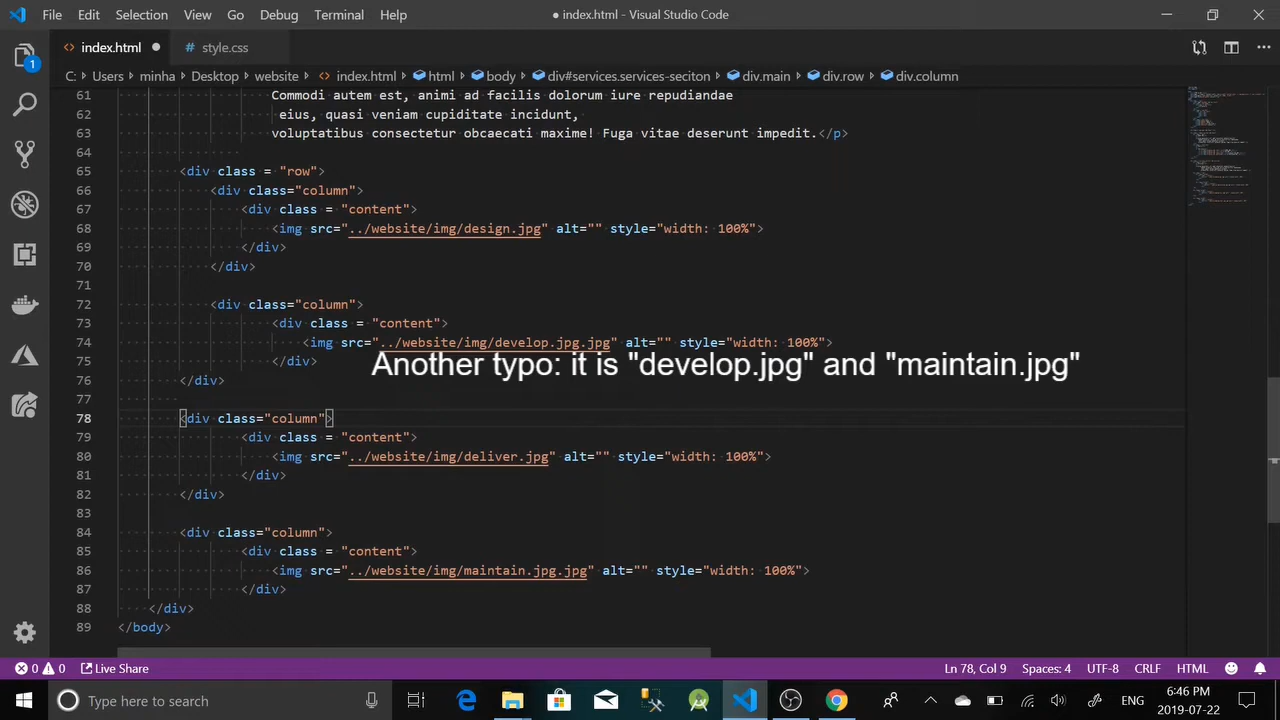 File Edit Selection View Go Debug Terminal Help ● index.html - Visual Studio Code
1
<> index.html ● # style.css
C: > Users > minha > Desktop > website > <> index.html > html > body > div#services.services-seciton > div.main > div.row > div.column
61 Commodi autem est, animi ad facilis dolorum iure repudiandae
62 eius, quasi veniam cupiditate incidunt,
63 voluptatibus consectetur obcaecati maxime! Fuga vitae deserunt impedit.</p>
64
65 <div class = "row">
66 <div class="column">
67 <div class = "content">
68 <img src="../website/img/design.jpg" alt="" style="width: 100%">
69 </div>
70 </div>
71
72 <div class="column">
73 <div class = "content">
74 <img src="../website/img/develop.jpg.jpg" alt="" style="width: 100%">
75 </div>
Another typo: it is "develop.jpg" and "maintain.jpg"
76 </div>
77
78 <div class="column">
79 <div class = "content">
80 <img src="../website/img/deliver.jpg" alt="" style="width: 100%">
81 </div>
82 </div>
83
84 <div class="column">
85 <div class = "content">
86 <img src="../website/img/maintain.jpg.jpg" alt="" style="width: 100%">
87 </div>
88 </div>
89 </body>
0 0 Live Share Ln 78, Col 9 Spaces: 4 UTF-8 CRLF HTML
Type here to search ENG 6:46 PM
2019-07-22